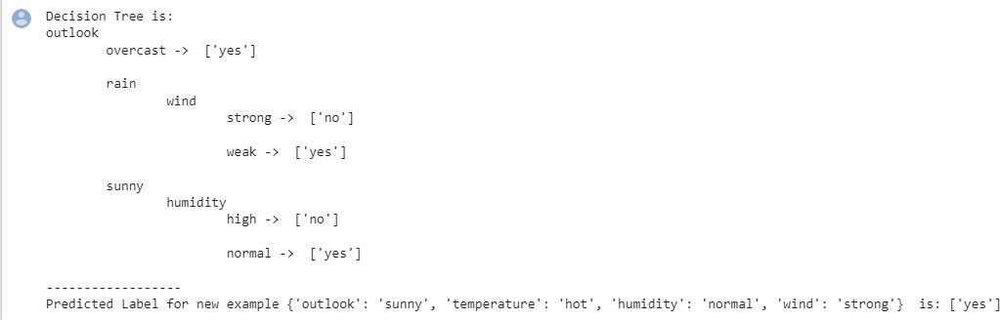 Decision Tree is:
outlook
overcast -> ['yes']
rain
wind
strong -> ['no']
weak -> ['yes']
sunny
humidity
high -> ['no']
normal -> ['yes']
------------------
Predicted Label for new example {'outlook': 'sunny', 'temperature': 'hot', 'humidity': 'normal', 'wind': 'strong'} is: ['yes']